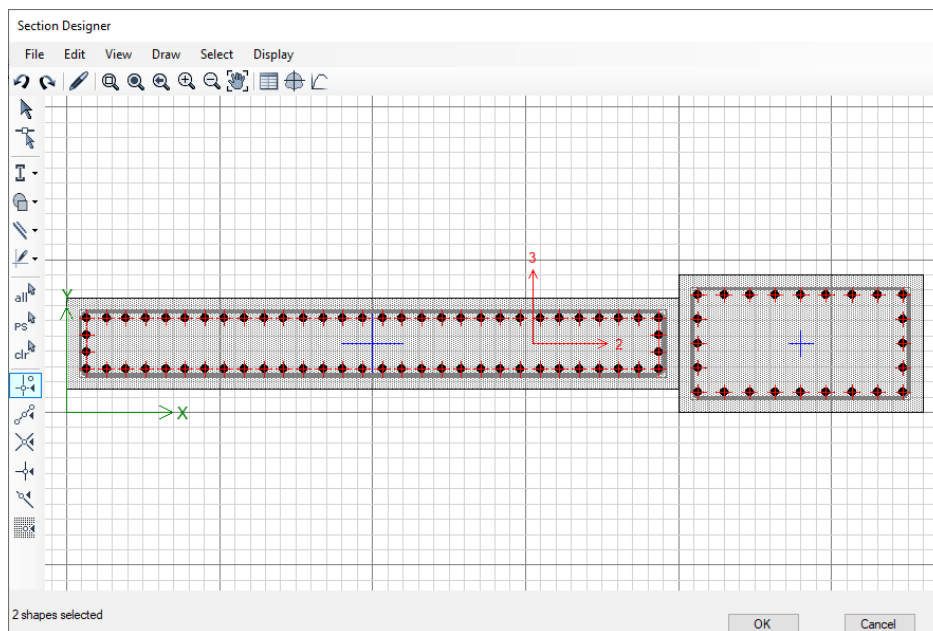 Section Designer
File Edit View Draw Select Display
all
PS
clr
3
Y
2
X
2 shapes selected
OK Cancel